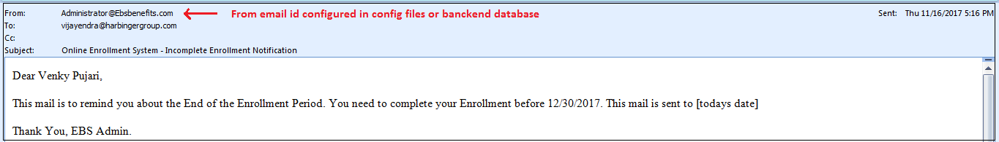 From: Administrator@Ebsbenefits.com From email id configured in config files or banckend database Sent: Thu 11/16/2017 5:16 PM
To: vijayendra@harbingergroup.com
Cc:
Subject: Online Enrollment System - Incomplete Enrollment Notification
Dear Venky Pujari,
This mail is to remind you about the End of the Enrollment Period. You need to complete your Enrollment before 12/30/2017. This mail is sent to [todays date]
Thank You, EBS Admin.